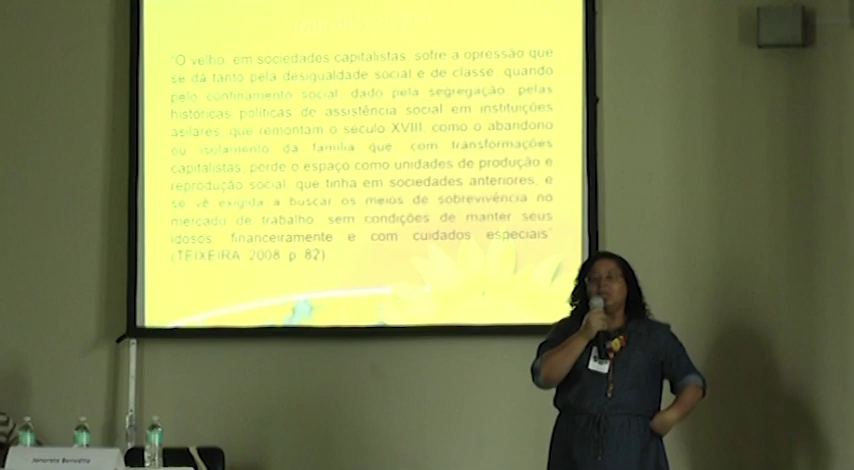 "O velho, em sociedades capitalistas, sofre a opressão que
se dá tanto pela desigualdade social e de classe, quando
pelo confinamento social, dado pela segregação, pelas
históricas políticas de assistência social em instituições
asilares, que remontam o século XVIII, como o abandono
ou isolamento da família que com transformações
capitalistas, perde o espaço como unidades de produção e
reprodução social, que tinha em sociedades anteriores, e
se vê exigida a buscar os meios de sobrevivência no
mercado de trabalho, sem condições de manter seus
idosos, financeiramente e com cuidados especiais"
(TEIXEIRA, 2008, p. 82)